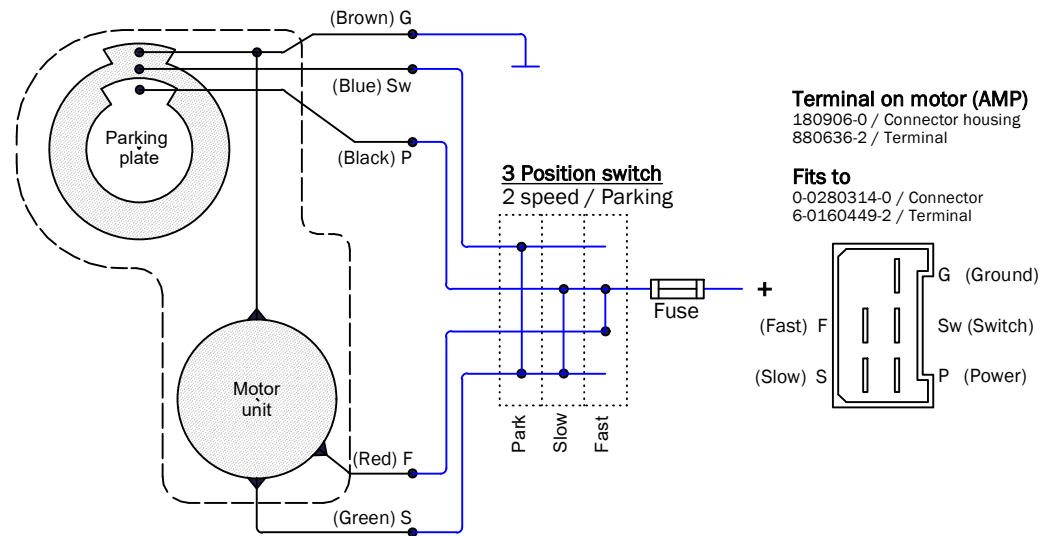 (Brown) G
(Blue) Sw
(Black) P
Parking
plate
Motor
unit
(Red) F
(Green) S
3 Position switch
2 speed / Parking
Park
Slow
Fast
Fuse
+
Terminal on motor (AMP)
180906-0 / Connector housing
880636-2 / Terminal
Fits to
0-0280314-0 / Connector
6-0160449-2 / Terminal
G (Ground)
(Fast) F
Sw (Switch)
(Slow) S
P (Power)